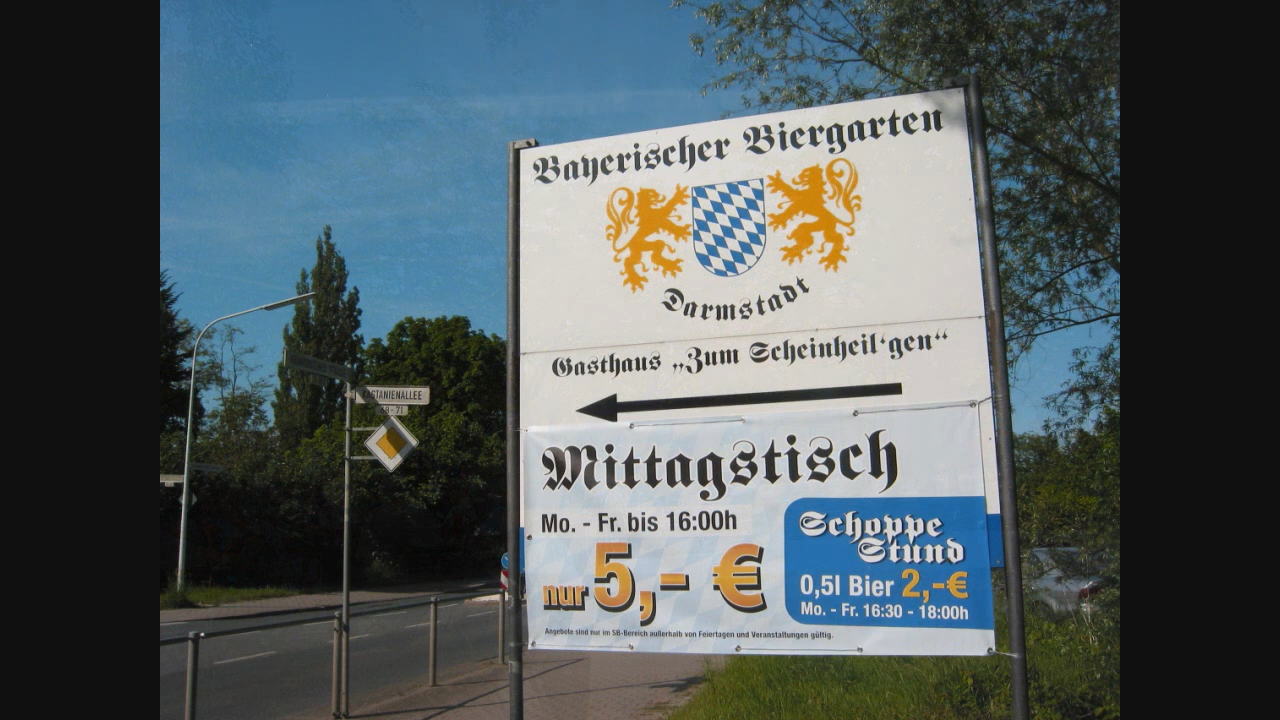 Bayerischer Biergarten
Darmstadt
Gasthaus „Zum Scheinheil'gen“
Mittagstisch
Mo. - Fr. bis 16:00h
nur 5,- €
Schoppe
Stund
0,5l Bier 2,-€
Mo. - Fr. 16:30 - 18:00h
Angebote sind nur im SB-Bereich außerhalb von Feiertagen und Veranstaltungen gültig.
KASTANIENALLEE